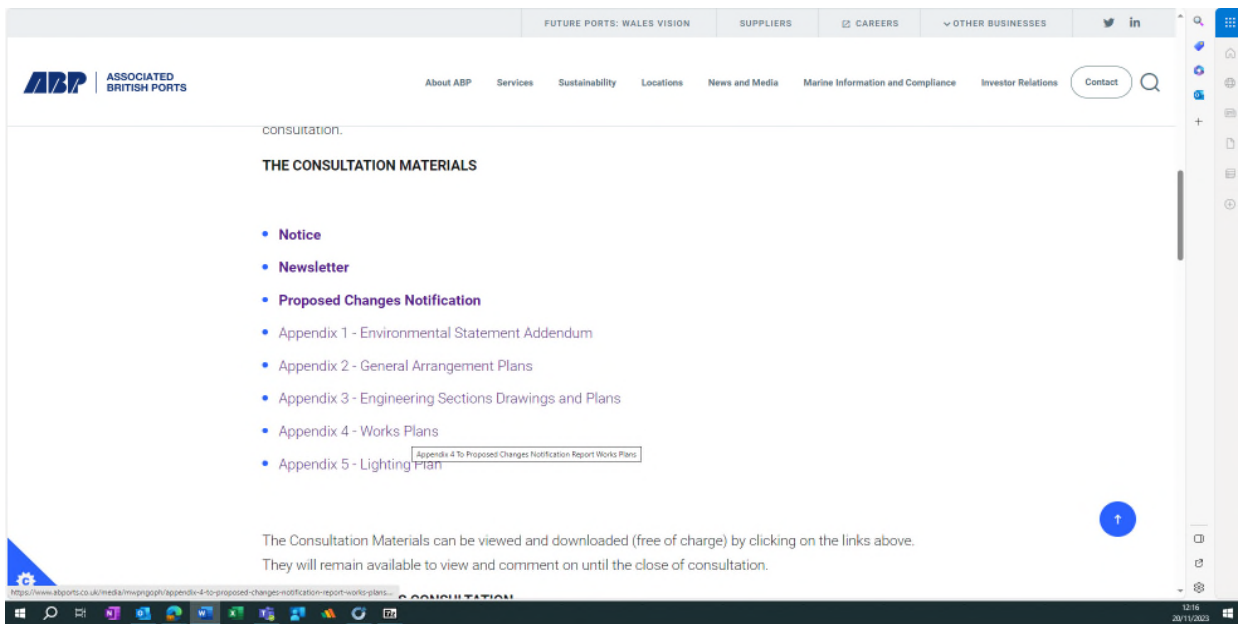 FUTURE PORTS: WALES VISION
SUPPLIERS
CAREERS
OTHER BUSINESSES
in
ABP
ASSOCIATED
BRITISH PORTS
About ABP
Services
Sustainability
Locations
News and Media
Marine Information and Compliance
Investor Relations
Contact
consultation.
THE CONSULTATION MATERIALS
Notice
Newsletter
Proposed Changes Notification
Appendix 1 - Environmental Statement Addendum
Appendix 2 - General Arrangement Plans
Appendix 3 - Engineering Sections Drawings and Plans
Appendix 4 - Works Plans
Appendix 4 To Proposed Changes Notification Report Works Plans
Appendix 5 - Lighting Plan
The Consultation Materials can be viewed and downloaded (free of charge) by clicking on the links above.
They will remain available to view and comment on until the close of consultation.
https://www.abports.co.uk/media/mwpngoph/appendix-4-to-proposed-changes-notification-report-works-plans...
CONSULTATION
12:16
20/11/2023